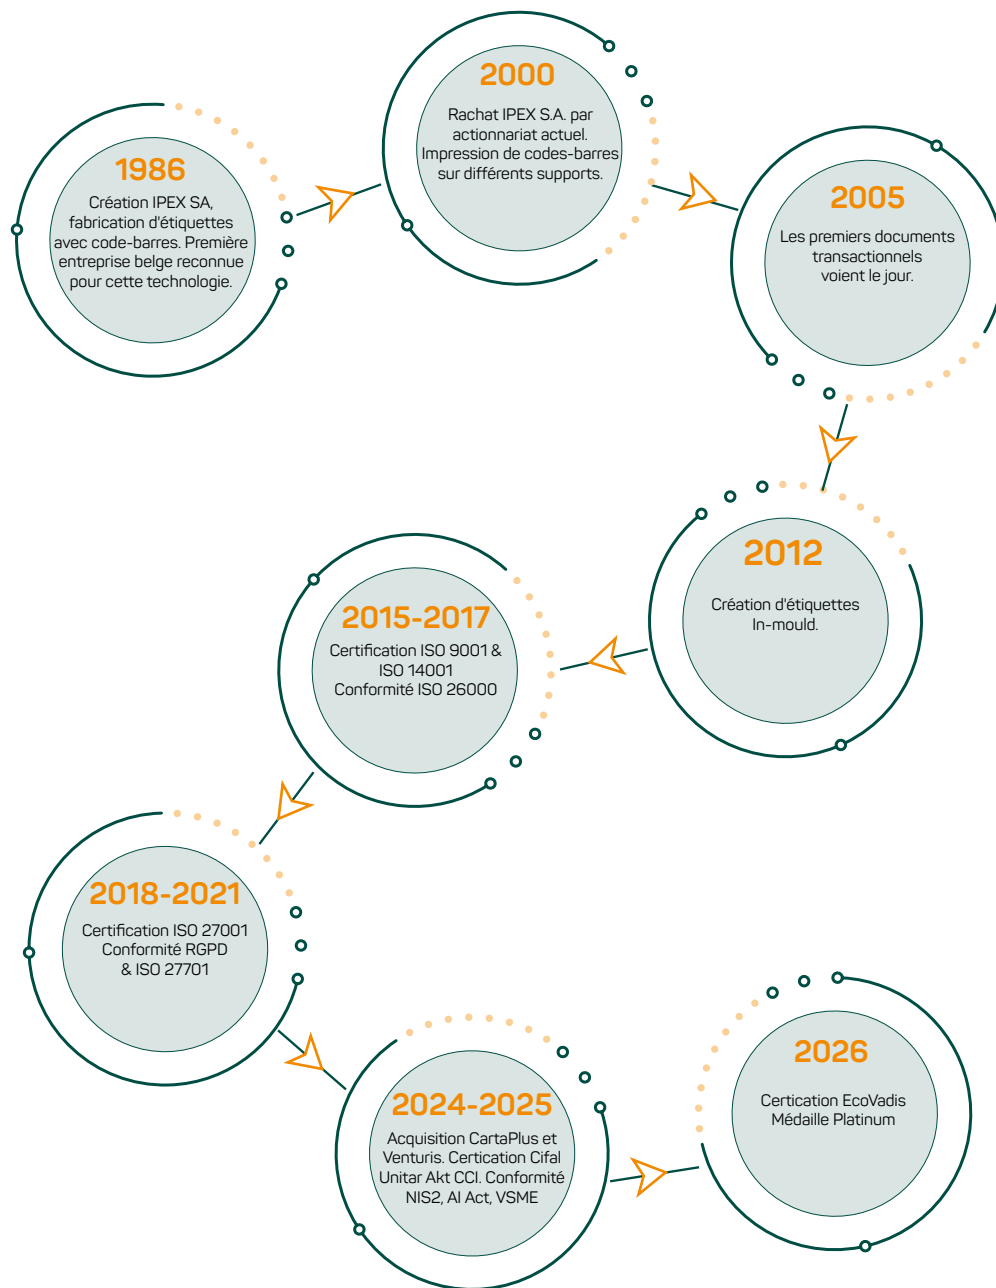 1986
Création IPEX SA,
fabrication d'étiquettes
avec code-barres. Première
entreprise belge reconnue
pour cette technologie.
2000
Rachat IPEX S.A. par
actionnariat actuel.
Impression de codes-barres
sur différents supports.
2005
Les premiers documents
transactionnels
voient le jour.
2012
Création d'étiquettes
In-mould.
2015-2017
Certification ISO 9001 &
ISO 14001
Conformité ISO 26000
2018-2021
Certification ISO 27001
Conformité RGPD
& ISO 27701
2024-2025
Acquisition CartaPlus et
Venturis. Certication Cifal
Unitar Akt CCI. Conformité
NIS2, AI Act, VSME
2026
Certication EcoVadis
Médaille Platinum